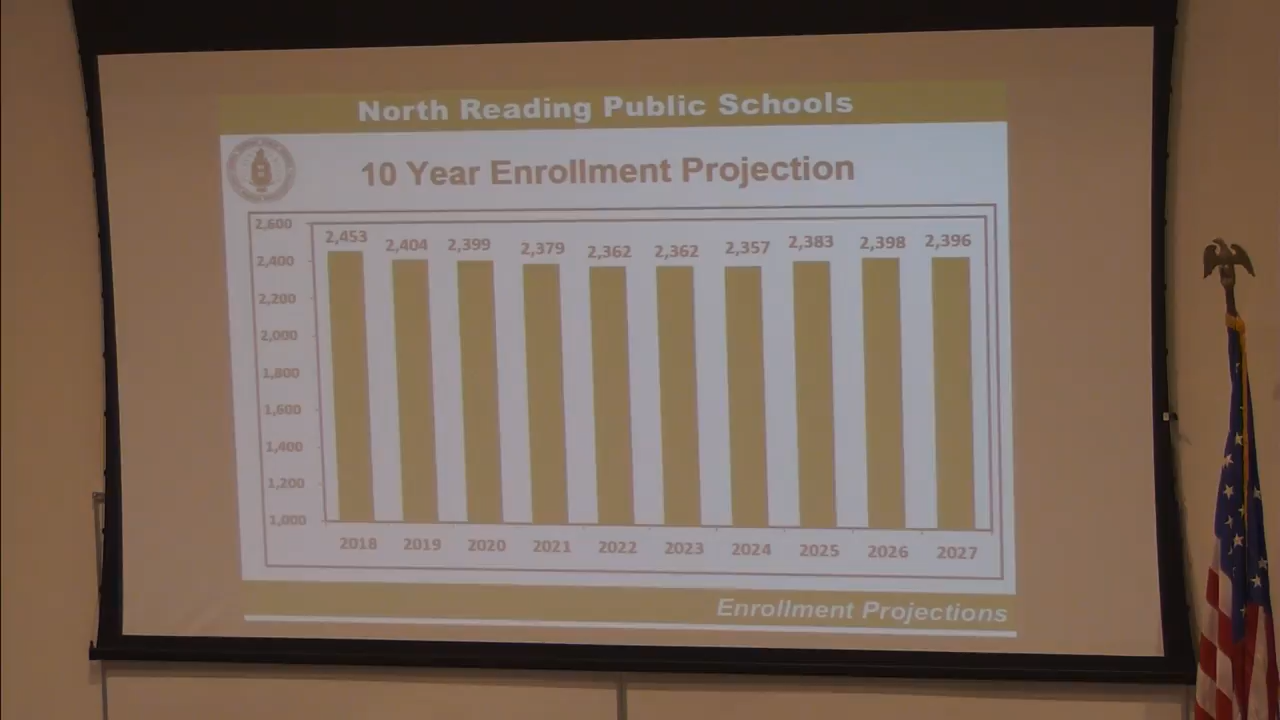 North Reading Public Schools
10 Year Enrollment Projection
2,600
2,400
2,200
2,000
1,800
1,600
1,400
1,200
1,000
2,453 2,404 2,399 2,379 2,362 2,362 2,357 2,383 2,398 2,396
2018 2019 2020 2021 2022 2023 2024 2025 2026 2027
Enrollment Projections